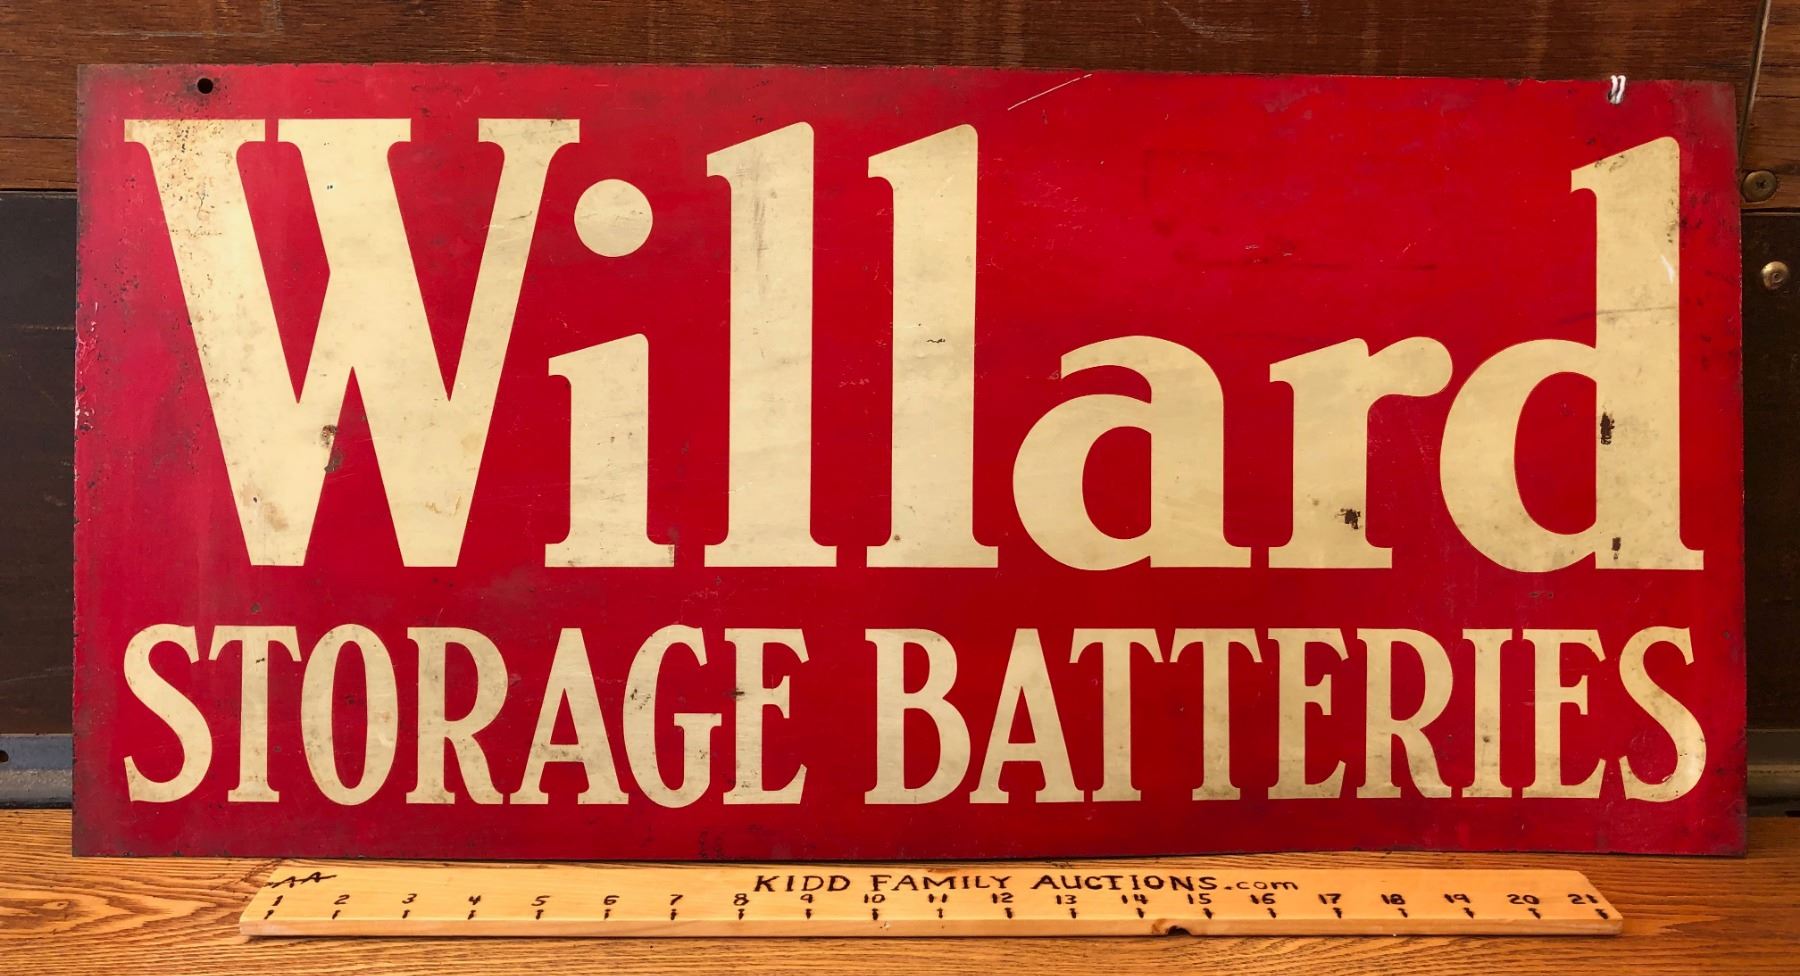 Willard
STORAGE BATTERIES
KIDD FAMILY AUCTIONS.com
AA
1 2 3 4 5 6 7 8 9 10 11 12 13 14 15 16 17 18 19 20 21